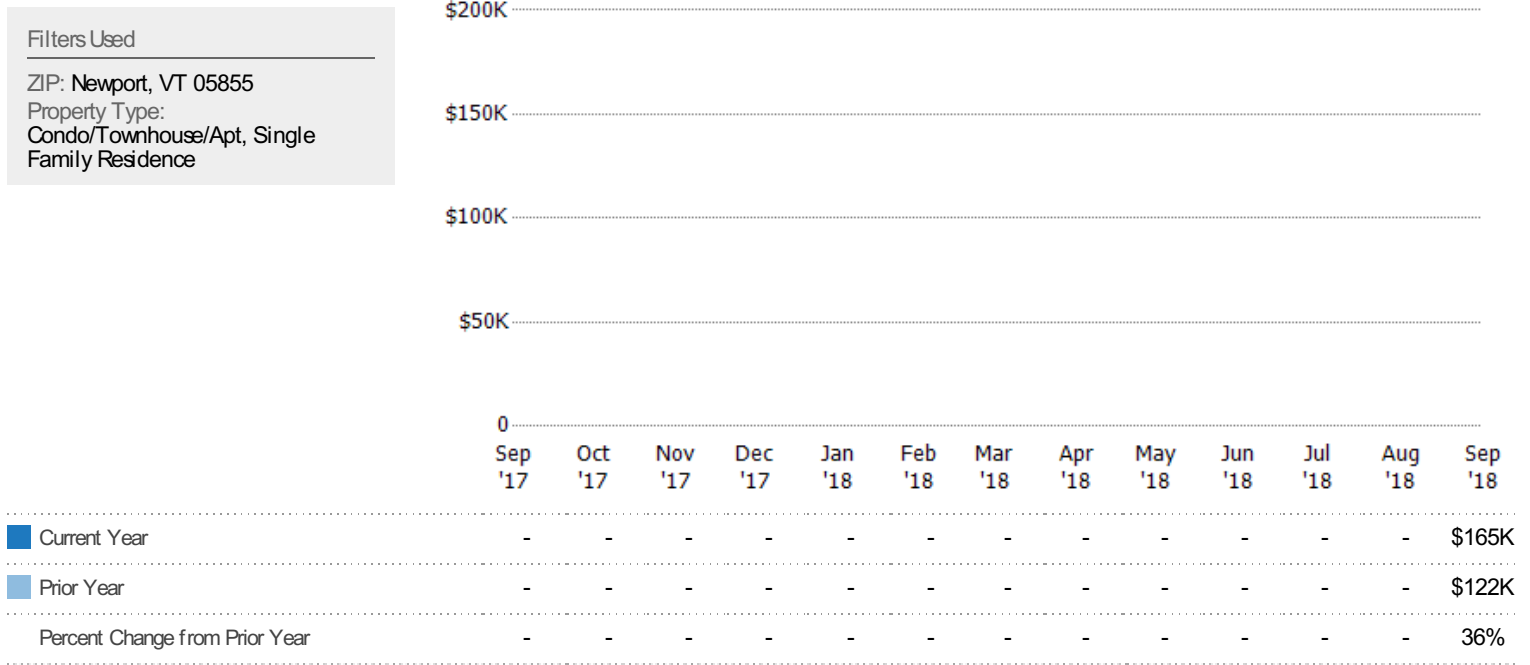 Filters Used
ZIP: Newport, VT 05855
Property Type:
Condo/Townhouse/Apt, Single
Family Residence
$200K
$150K
$100K
$50K
0
Sep Oct Nov Dec Jan Feb Mar Apr May Jun Jul Aug Sep
'17 '17 '17 '17 '18 '18 '18 '18 '18 '18 '18 '18 '18
Current Year - - - - - - - - - - - - $165K
Prior Year - - - - - - - - - - - - $122K
Percent Change from Prior Year - - - - - - - - - - - - 36%